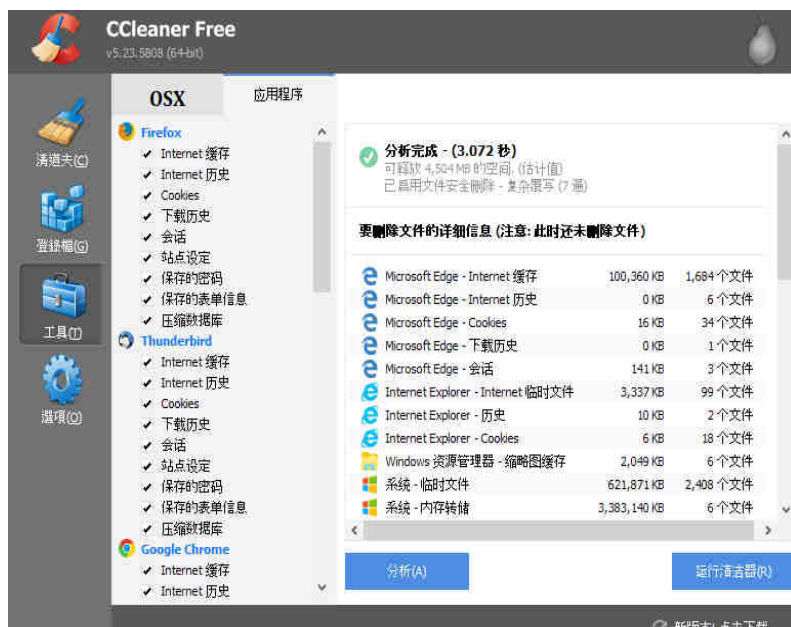 CCleaner Free
v5.23.5808 (64-bit)
OSX
应用程序
清道夫(C)
登錄檔(G)
工具(T)
選項(O)
Firefox
Internet 缓存
Internet 历史
Cookies
下载历史
会话
站点设定
保存的密码
保存的表单信息
压缩数据库
Thunderbird
Internet 缓存
Internet 历史
Cookies
下载历史
会话
站点设定
保存的密码
保存的表单信息
压缩数据库
Google Chrome
Internet 缓存
Internet 历史
分析完成 - (3.072 秒)
可释放 4,504 MB 的空间. (估计值)
已启用文件安全删除 - 复杂覆写 (7 遍)
要删除文件的详细信息 (注意: 此时还未删除文件)
Microsoft Edge - Internet 缓存 100,360 KB 1,684 个文件
Microsoft Edge - Internet 历史 0 KB 6 个文件
Microsoft Edge - Cookies 16 KB 34 个文件
Microsoft Edge - 下载历史 0 KB 1 个文件
Microsoft Edge - 会话 141 KB 3 个文件
Internet Explorer - Internet 临时文件 3,337 KB 99 个文件
Internet Explorer - 历史 10 KB 2 个文件
Internet Explorer - Cookies 6 KB 18 个文件
Windows 资源管理器 - 缩略图缓存 2,049 KB 6 个文件
系统 - 临时文件 621,871 KB 2,408 个文件
系统 - 内存转储 3,383,140 KB 6 个文件
分析(A)
运行清洁器(R)
新版本! 点击下载